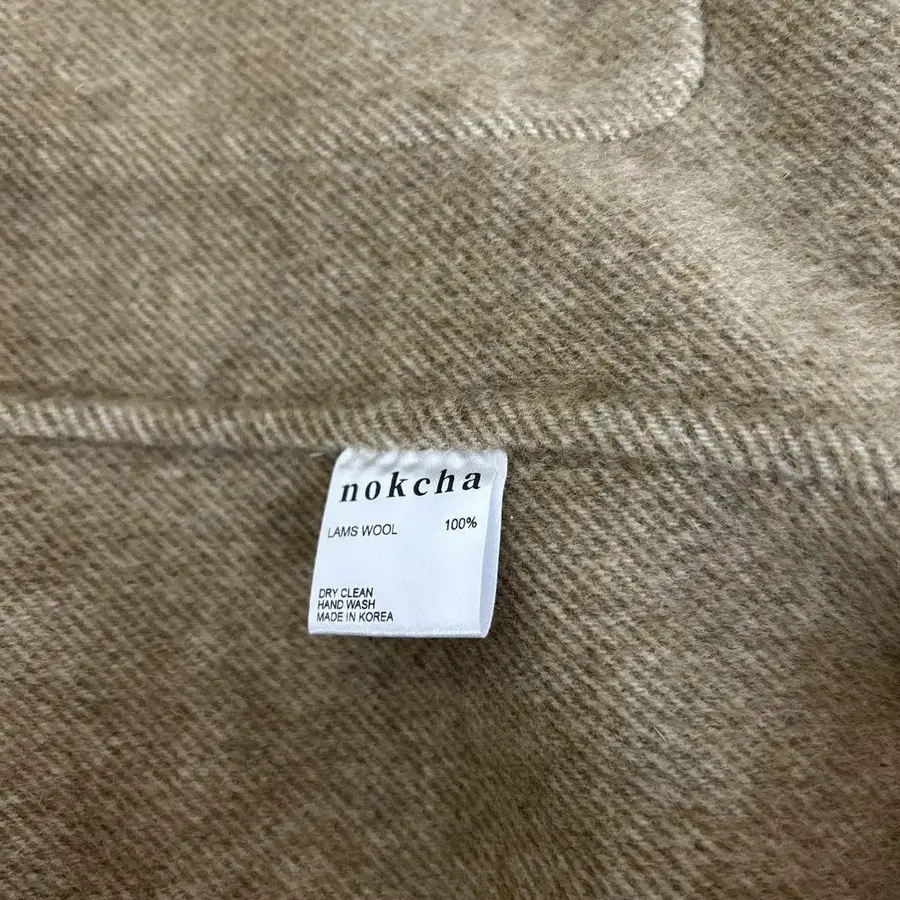 nokcha
LAMS WOOL 100%
DRY CLEAN
HAND WASH
MADE IN KOREA